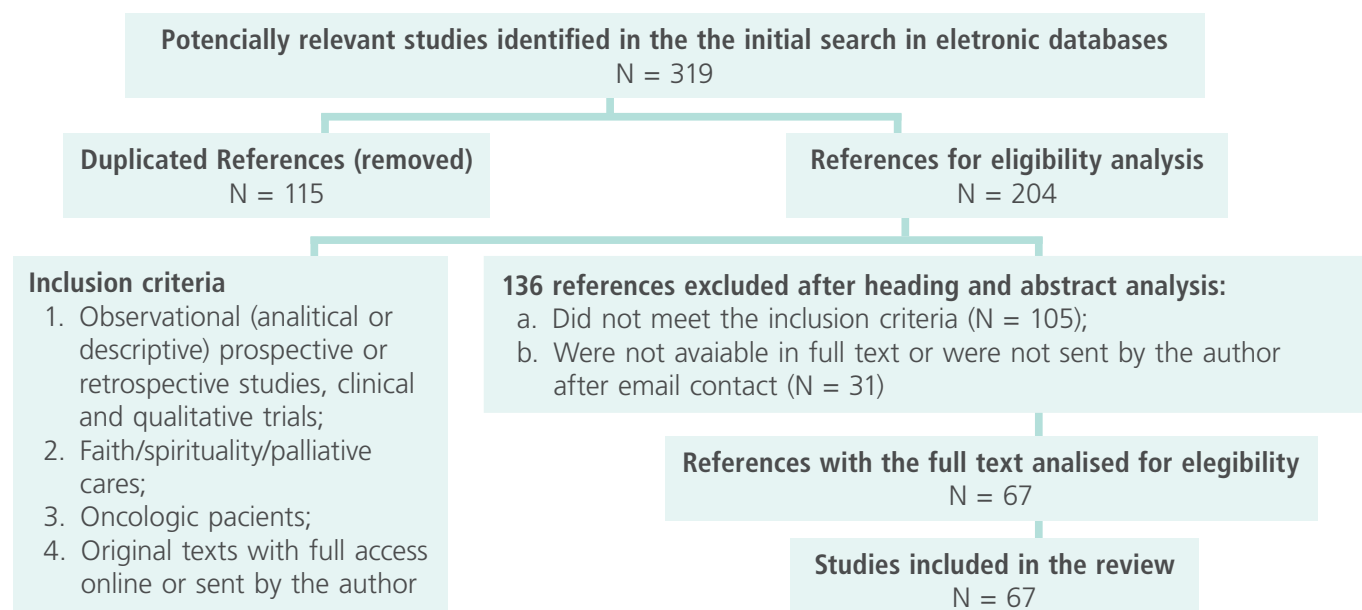 Potencially relevant studies identified in the the initial search in eletronic databases
N = 319
Duplicated References (removed)
N = 115
References for eligibility analysis
N = 204
Inclusion criteria
1. Observational (analitical or
descriptive) prospective or
retrospective studies, clinical
and qualitative trials;
2. Faith/spirituality/palliative
cares;
3. Oncologic pacients;
4. Original texts with full access
online or sent by the author
136 references excluded after heading and abstract analysis:
a. Did not meet the inclusion criteria (N = 105);
b. Were not avaiable in full text or were not sent by the author
after email contact (N = 31)
References with the full text analised for elegibility
N = 67
Studies included in the review
N = 67